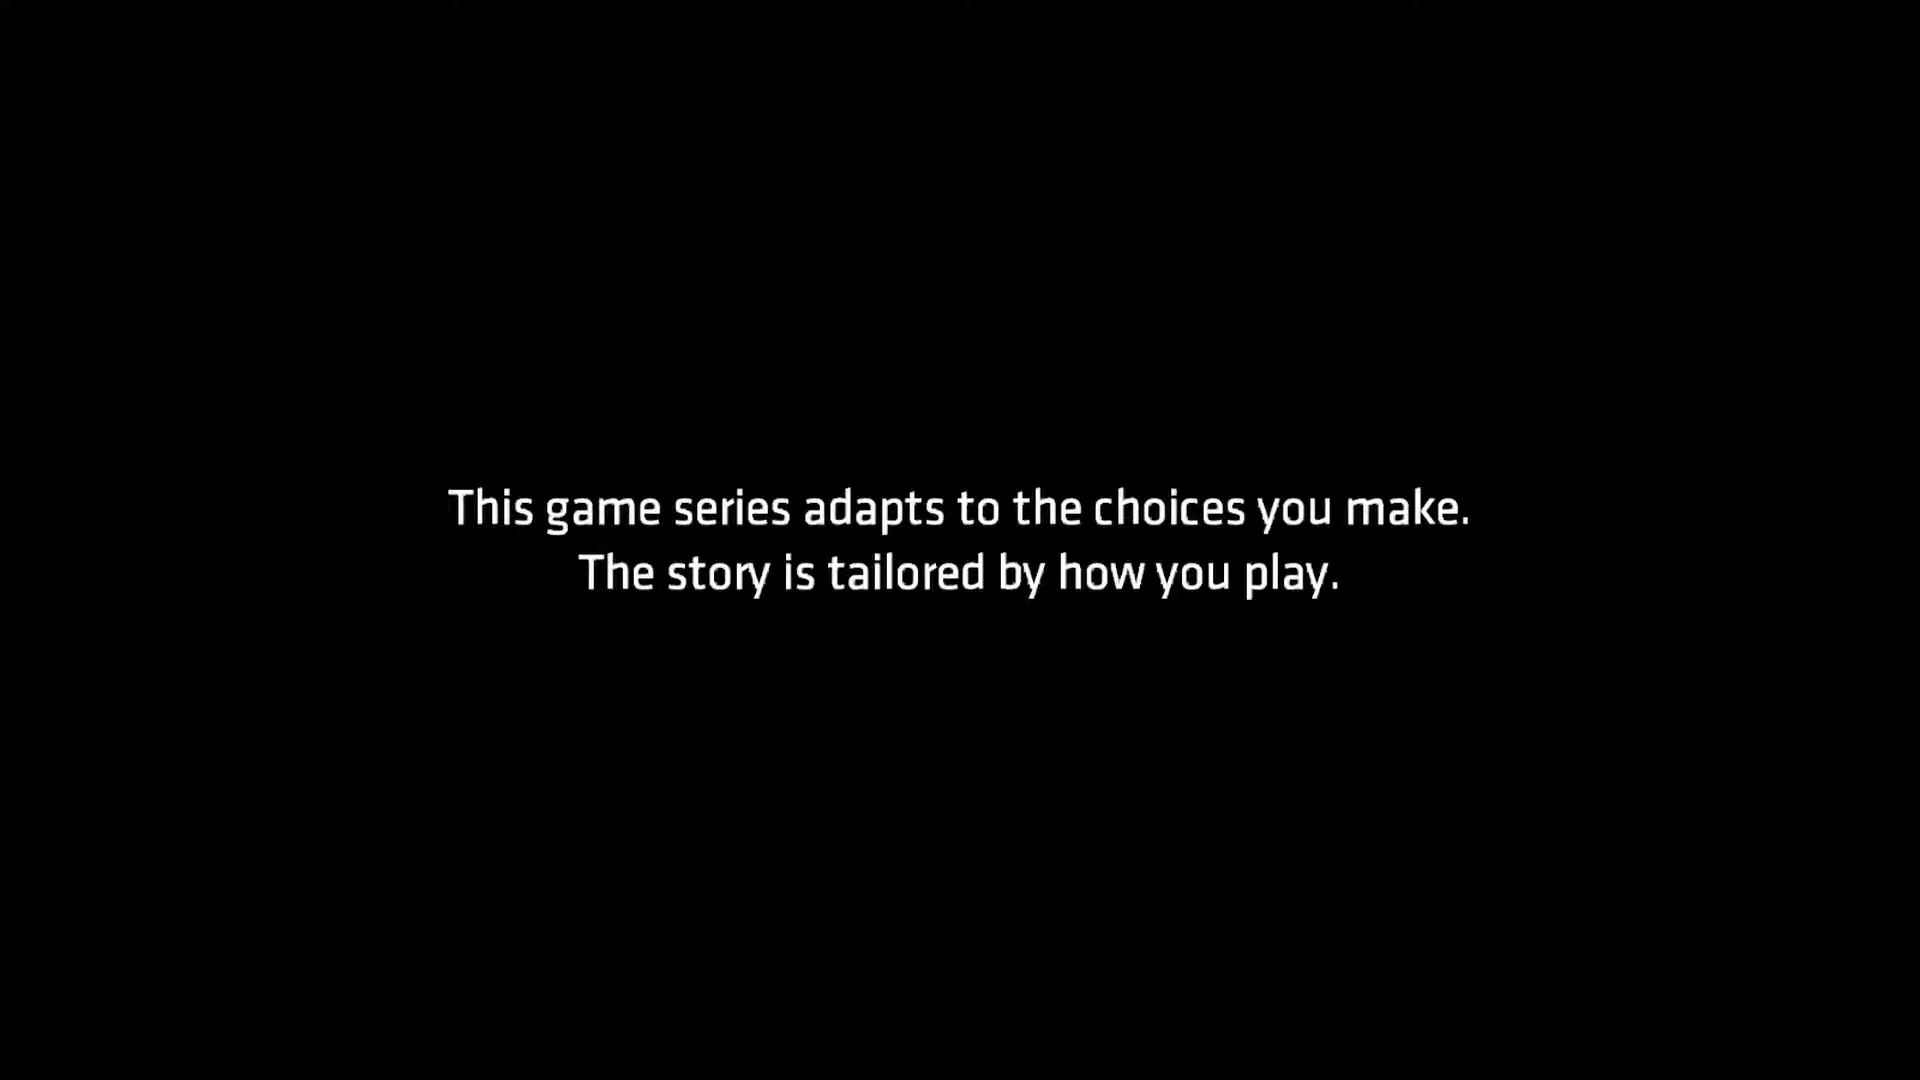 This game series adapts to the choices you make.
The story is tailored by how you play.